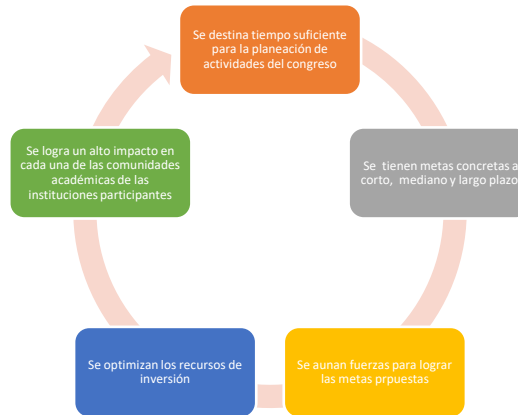 Se destina tiempo suficiente
para la planeación de
actividades del congreso
Se tienen metas concretas a
corto, mediano y largo plazo
Se aunan fuerzas para lograr
las metas prpuestas
Se optimizan los recursos de
inversión
Se logra un alto impacto en
cada una de las comunidades
académicas de las
instituciones participantes